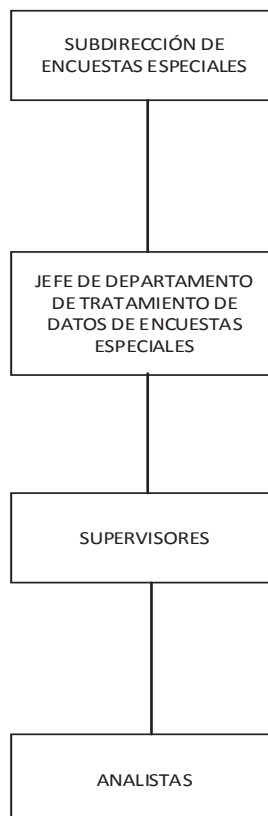 SUBDIRECCIÓN DE
ENCUESTAS ESPECIALES
JEFE DE DEPARTAMENTO
DE TRATAMIENTO DE
DATOS DE ENCUESTAS
ESPECIALES
SUPERVISORES
ANALISTAS